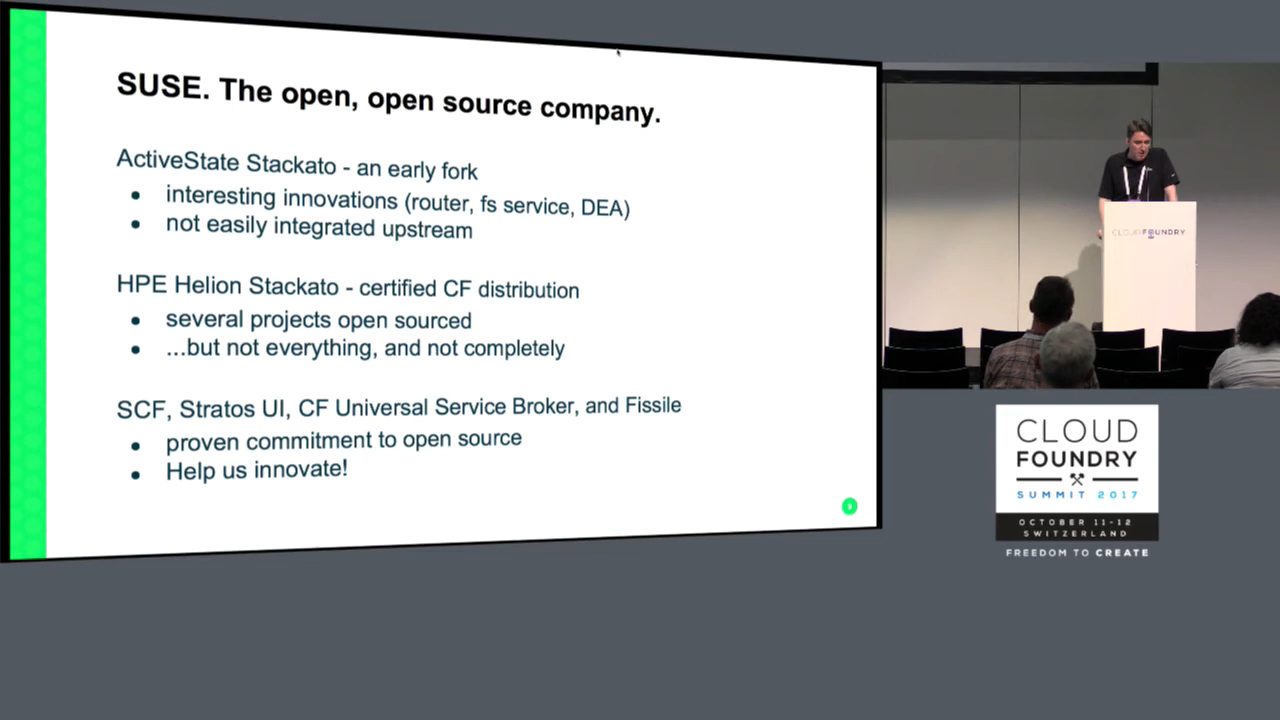 SUSE. The open, open source company.
ActiveState Stackato - an early fork
• interesting innovations (router, fs service, DEA)
• not easily integrated upstream
HPE Helion Stackato - certified CF distribution
• several projects open sourced
• ...but not everything, and not completely
SCF, Stratos UI, CF Universal Service Broker, and Fissile
• proven commitment to open source
• Help us innovate!
CLOUDFOUNDRY
CLOUD
FOUNDRY
SUMMIT 2017
OCTOBER 11-12
SWITZERLAND
FREEDOM TO CREATE